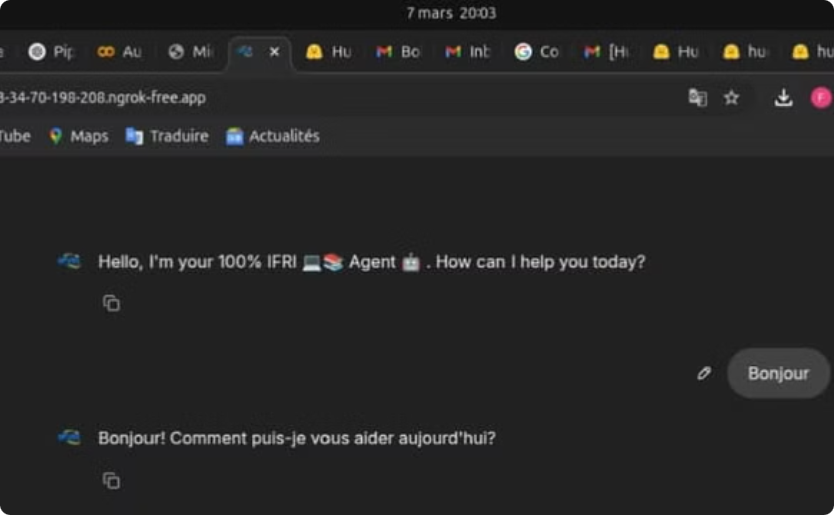 7 mars 20:03
Pip Au Mi Hu Bo Inb Co [H Hu hu hu
3-34-70-198-208.ngrok-free.app
Tube Maps Traduire Actualités
Hello, I'm your 100% IFRI 💻📚 Agent 🤖 . How can I help you today?
Bonjour
Bonjour! Comment puis-je vous aider aujourd'hui?